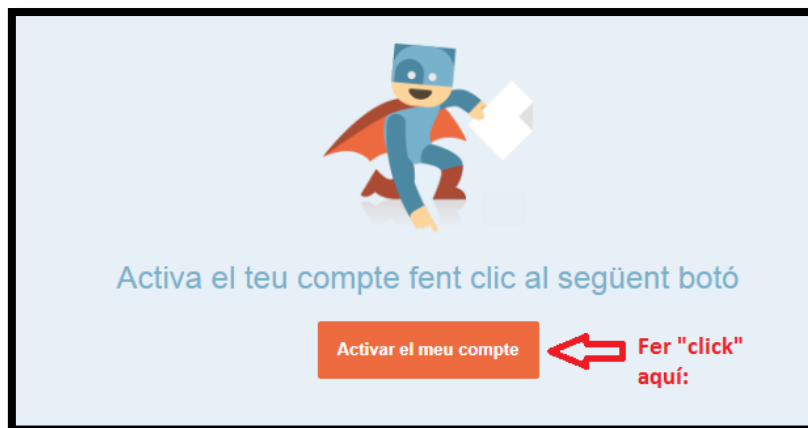 Activa el teu compte fent clic al següent botó
Activar el meu compte
Fer "click"
aquí: